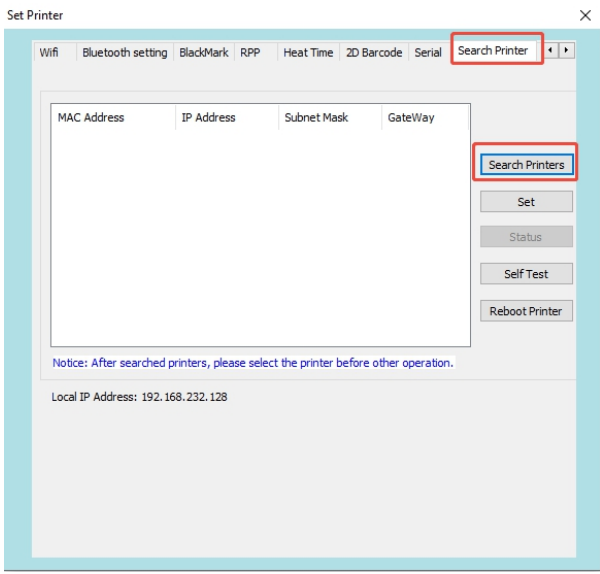 Set Printer
Wifi Bluetooth setting BlackMark RPP Heat Time 2D Barcode Serial Search Printer
MAC Address IP Address Subnet Mask GateWay
Search Printers
Set
Status
Self Test
Reboot Printer
Notice: After searched printers, please select the printer before other operation.
Local IP Address: 192.168.232.128